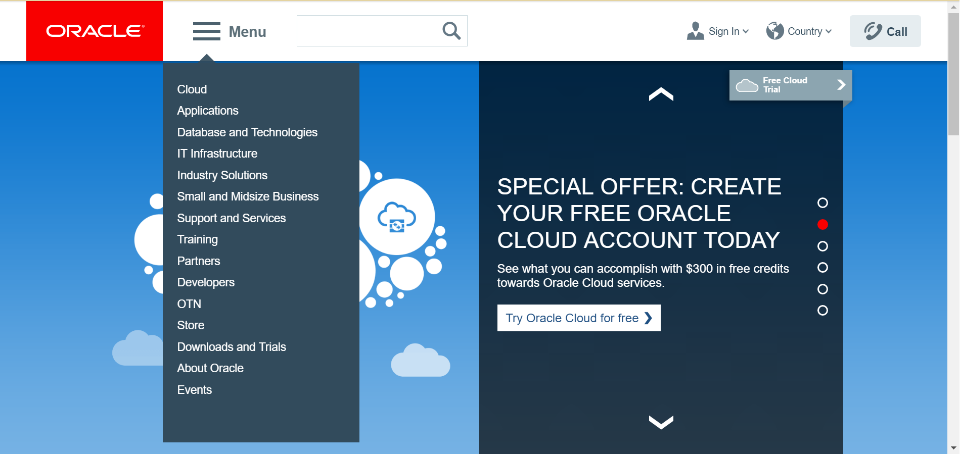 ORACLE
Menu
Sign In
Country
Call
Cloud
Applications
Database and Technologies
IT Infrastructure
Industry Solutions
Small and Midsize Business
Support and Services
Training
Partners
Developers
OTN
Store
Downloads and Trials
About Oracle
Events
Free Cloud
Trial
SPECIAL OFFER: CREATE
YOUR FREE ORACLE
CLOUD ACCOUNT TODAY
See what you can accomplish with $300 in free credits
towards Oracle Cloud services.
Try Oracle Cloud for free